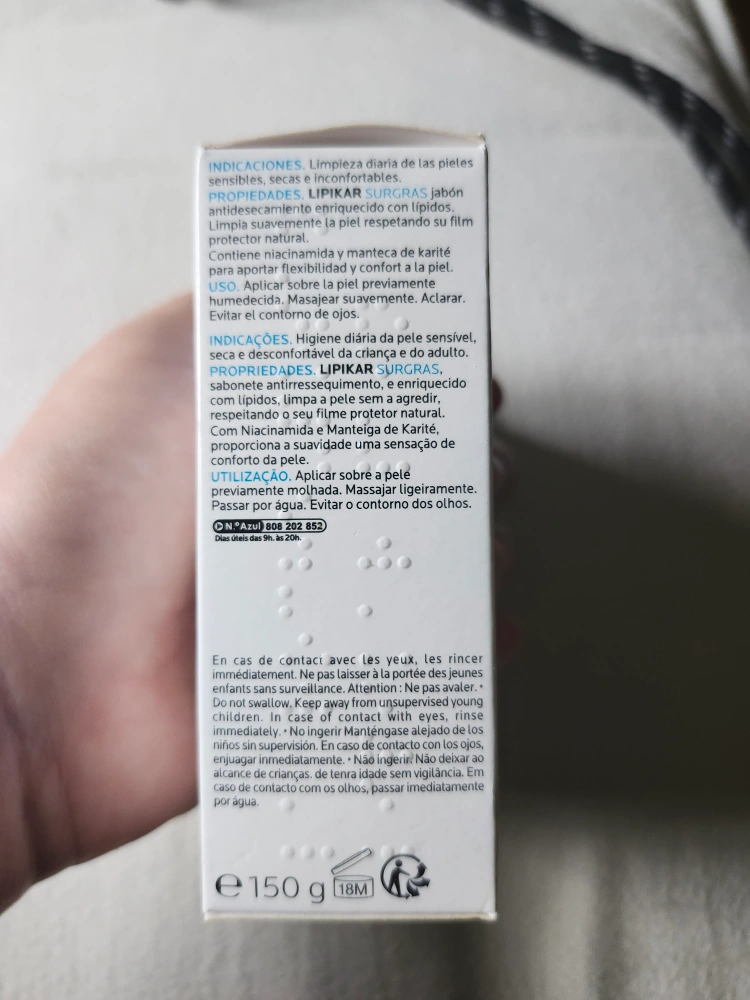 INDICACIONES. Limpieza diaria de las pieles
sensibles, secas e inconfortables.
PROPIEDADES. LIPIKAR SURGRAS jabón
antidesecamiento enriquecido con lípidos.
Limpia suavemente la piel respetando su film
protector natural.
Contiene niacinamida y manteca de karité
para aportar flexibilidad y confort a la piel.
USO. Aplicar sobre la piel previamente
humedecida. Masajear suavemente. Aclarar.
Evitar el contorno de ojos.
INDICAÇÕES. Higiene diária da pele sensível,
seca e desconfortável da criança e do adulto.
PROPRIEDADES. LIPIKAR SURGRAS,
sabonete antirressequimento, e enriquecido
com lípidos, limpa a pele sem a agredir,
respeitando o seu filme protetor natural.
Com Niacinamida e Manteiga de Karité,
proporciona a suavidade uma sensação de
conforto da pele.
UTILIZAÇÃO. Aplicar sobre a pele
previamente molhada. Massajar ligeiramente.
Passar por água. Evitar o contorno dos olhos.
N.º Azul 808 202 852
Dias úteis das 9h. às 20h.
En cas de contact avec les yeux, les rincer
immédiatement. Ne pas laisser à la portée des jeunes
enfants sans surveillance. Attention : Ne pas avaler. •
Do not swallow. Keep away from unsupervised young
children. In case of contact with eyes, rinse
immediately. • No ingerir Manténgase alejado de los
niños sin supervisión. En caso de contacto con los ojos,
enjuagar inmediatamente. • Não ingerir. Não deixar ao
alcance de crianças. de tenra idade sem vigilância. Em
caso de contacto com os olhos, passar imediatamente
por água.
e 150 g 18M